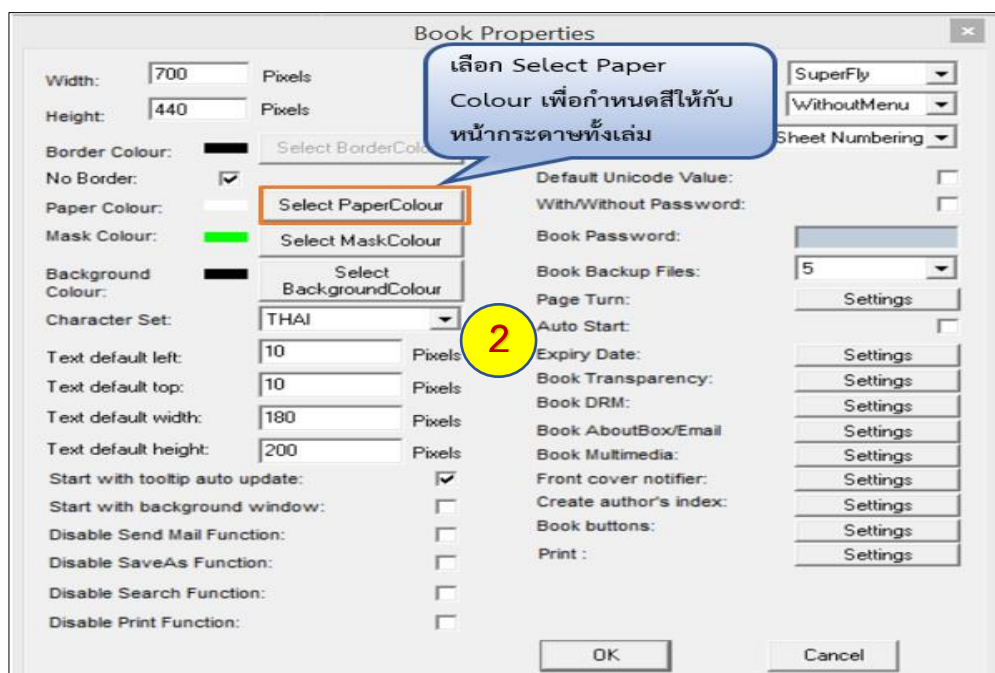 Book Properties
เลือก Select Paper
Colour เพื่อกำหนดสีให้กับ
หน้ากระดาษทั้งเล่ม
Width: 700 Pixels
Height: 440 Pixels
Border Colour: Select BorderCol
No Border:
Paper Colour: Select PaperColour
Mask Colour: Select MaskColour
Background
Colour:
Select
BackgroundColour
Character Set: THAI
Text default left: 10 Pixels
Text default top: 10 Pixels
Text default width: 180 Pixels
Text default height: 200 Pixels
Start with tooltip auto update:
Start with background window:
Disable Send Mail Function:
Disable SaveAs Function:
Disable Search Function:
Disable Print Function:
2
SuperFly
WithoutMenu
Sheet Numbering
Default Unicode Value:
With/Without Password:
Book Password:
Book Backup Files: 5
Page Turn: Settings
Auto Start:
Expiry Date: Settings
Book Transparency: Settings
Book DRM: Settings
Book AboutBox/Email Settings
Book Multimedia: Settings
Front cover notifier: Settings
Create author's index: Settings
Book buttons: Settings
Print : Settings
OK Cancel